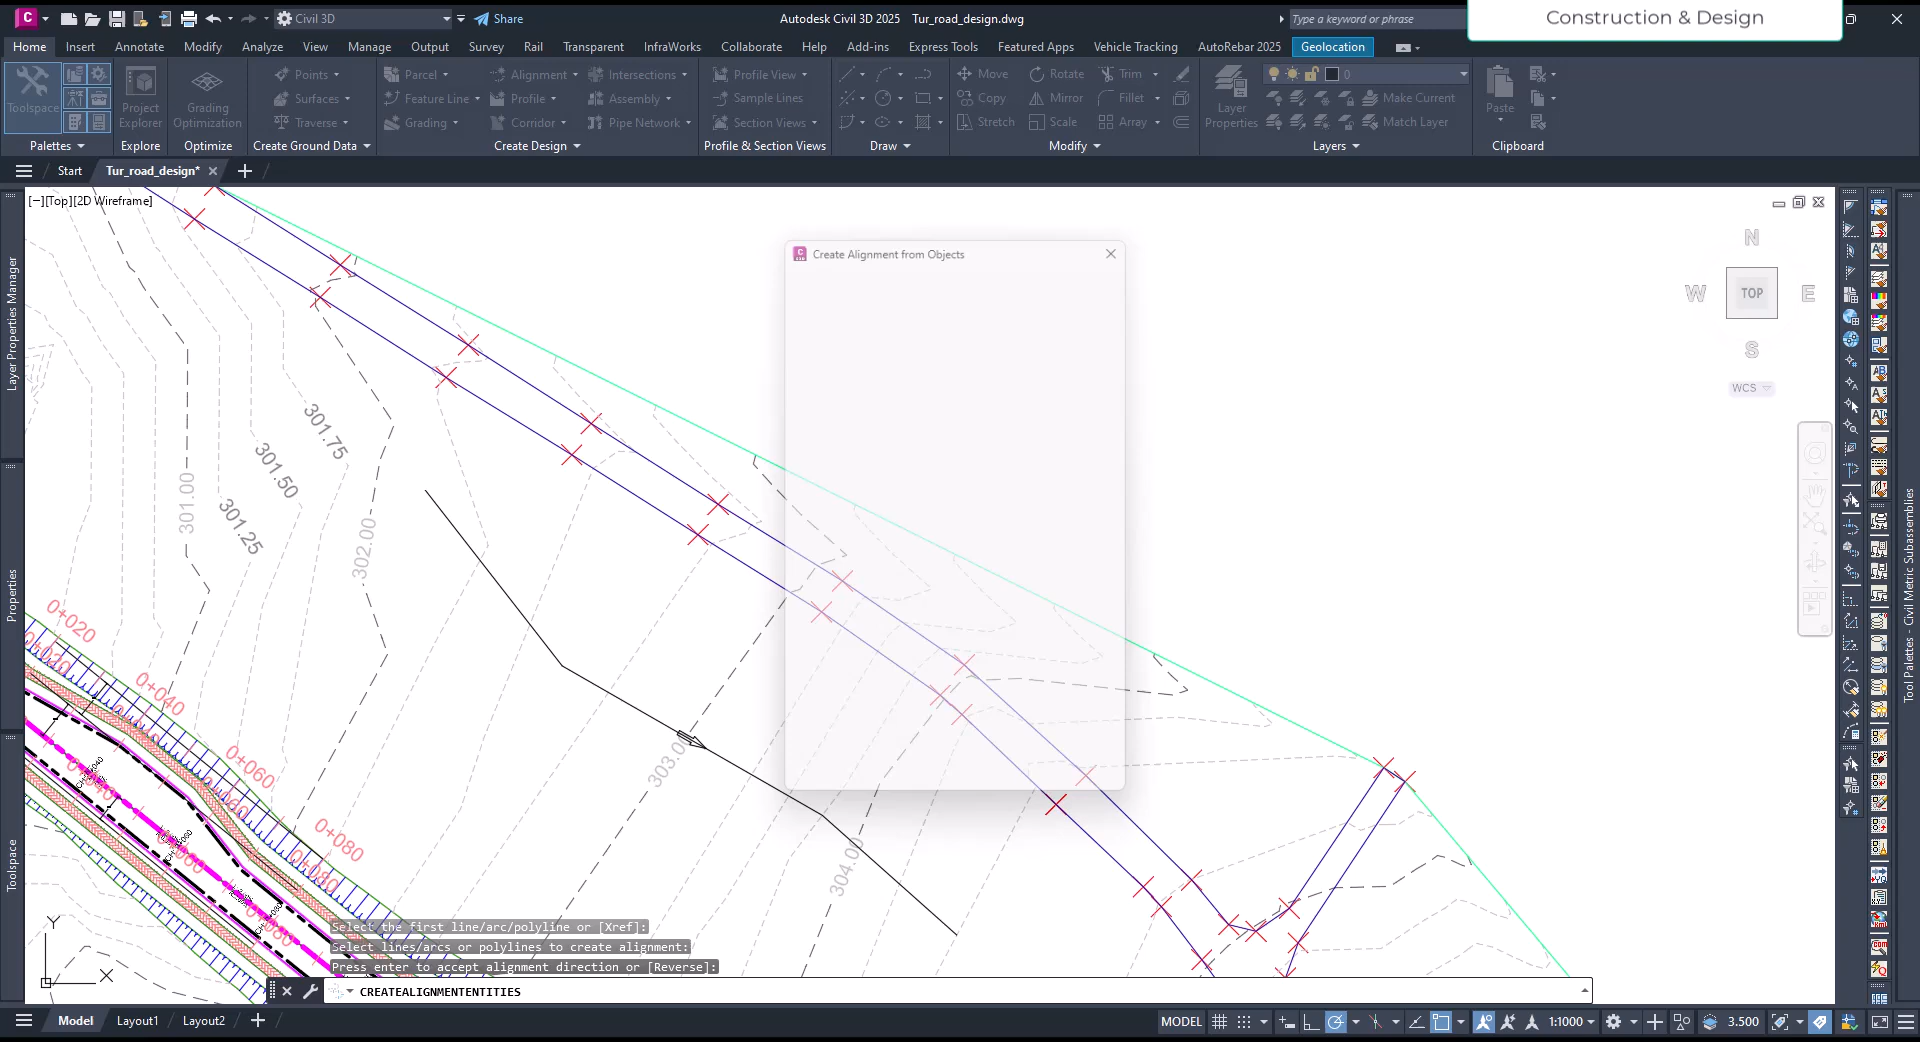 Civil 3D
Share
Autodesk Civil 3D 2025 Tur_road_design.dwg
Type a keyword or phrase
Construction & Design
Home Insert Annotate Modify Analyze View Manage Output Survey Rail Transparent InfraWorks Collaborate Help Add-ins Express Tools Featured Apps Vehicle Tracking AutoRebar 2025 Geolocation
Toolspace
Project Explorer
Grading Optimization
Points
Surfaces
Traverse
Parcel
Feature Line
Grading
Alignment
Profile
Corridor
Intersections
Assembly
Pipe Network
Profile View
Sample Lines
Section Views
Move
Copy
Stretch
Rotate
Mirror
Scale
Trim
Fillet
Array
Layer Properties
0
Make Current
Match Layer
Paste
Palettes
Explore
Optimize
Create Ground Data
Create Design
Profile & Section Views
Draw
Modify
Layers
Clipboard
Start
Tur_road_design*
[−][Top][2D Wireframe]
Create Alignment from Objects
N
W TOP E
S
WCS
Layer Properties Manager
Properties
Toolspace
Tool Palettes - Civil Metric Subassemblies
301.75
301.50
301.00
301.25
302.00
303.00
304.00
0+020
0+020
0+040
0+060
0+060
0+080
0+080
0+080
Y
X
Select the first line/arc/polyline or [Xref]:
Select lines/arcs or polylines to create alignment:
Press enter to accept alignment direction or [Reverse]:
CREATEALIGNMENTENTITIES
Model Layout1 Layout2
MODEL
1:1000
3.500